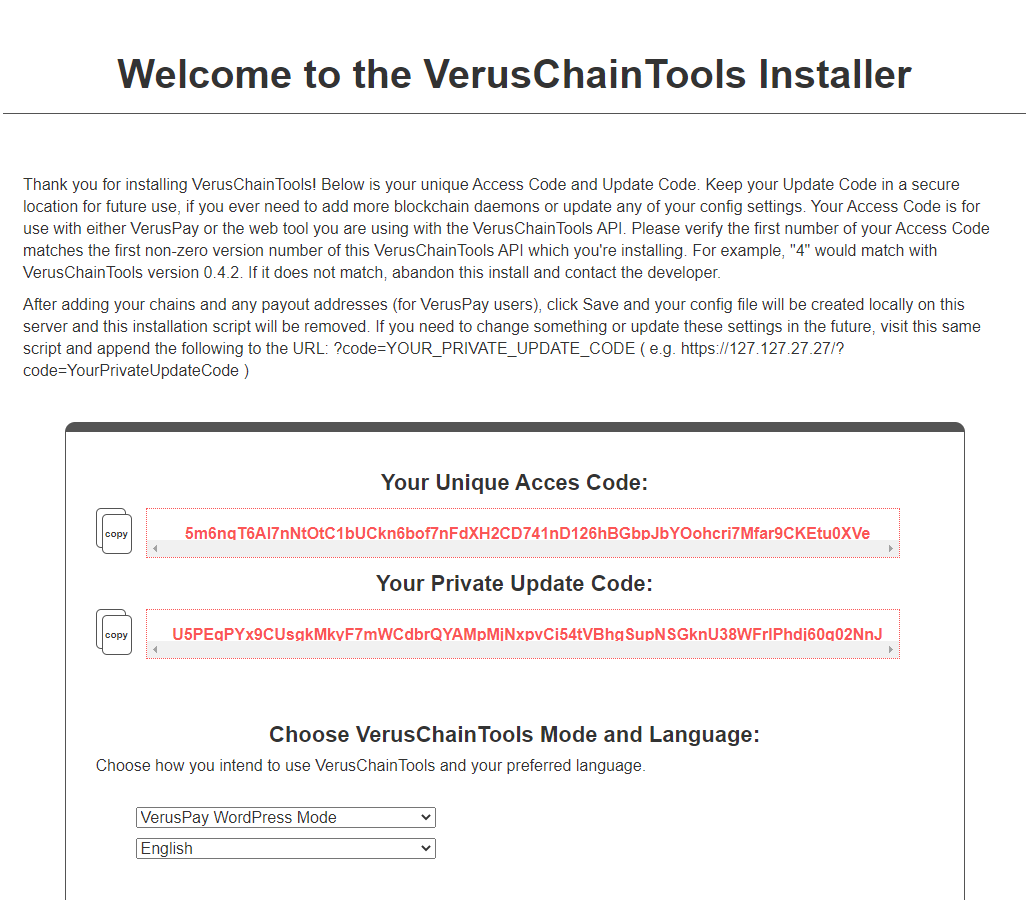 Welcome to the VerusChainTools Installer
Thank you for installing VerusChainTools! Below is your unique Access Code and Update Code. Keep your Update Code in a secure
location for future use, if you ever need to add more blockchain daemons or update any of your config settings. Your Access Code is for
use with either VerusPay or the web tool you are using with the VerusChainTools API. Please verify the first number of your Access Code
matches the first non-zero version number of this VerusChainTools API which you're installing. For example, "4" would match with
VerusChainTools version 0.4.2. If it does not match, abandon this install and contact the developer.
After adding your chains and any payout addresses (for VerusPay users), click Save and your config file will be created locally on this
server and this installation script will be removed. If you need to change something or update these settings in the future, visit this same
script and append the following to the URL: ?code=YOUR_PRIVATE_UPDATE_CODE ( e.g. https://127.127.27.27/?
code=YourPrivateUpdateCode )
Your Unique Acces Code:
copy
Your Private Update Code:
copy
Choose VerusChainTools Mode and Language:
Choose how you intend to use VerusChainTools and your preferred language.
VerusPay WordPress Mode
English